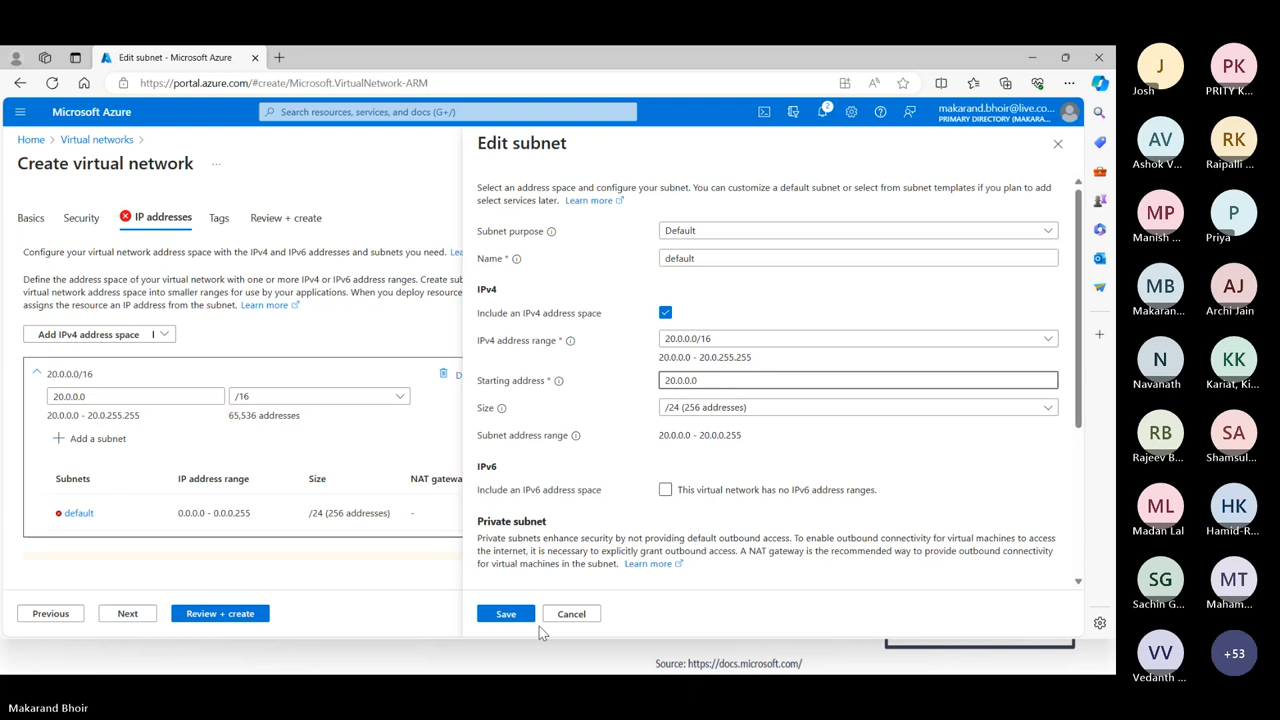 Edit subnet - Microsoft Azure
https://portal.azure.com/#create/Microsoft.VirtualNetwork-ARM
Microsoft Azure
Search resources, services, and docs (G+/)
2
makarand.bhoir@live.co...
PRIMARY DIRECTORY (MAKARA...
Home > Virtual networks >
Create virtual network ...
Basics Security IP addresses Tags Review + create
Configure your virtual network address space with the IPv4 and IPv6 addresses and subnets you need. Lea
Define the address space of your virtual network with one or more IPv4 or IPv6 address ranges. Create sub
virtual network address space into smaller ranges for use by your applications. When you deploy resource
assigns the resource an IP address from the subnet. Learn more
Add IPv4 address space
20.0.0.0/16
D
20.0.0.0 /16
20.0.0.0 - 20.0.255.255 65,536 addresses
+ Add a subnet
Subnets IP address range Size NAT gatewa
default 0.0.0.0 - 0.0.0.255 /24 (256 addresses) -
Previous Next Review + create
Edit subnet
Select an address space and configure your subnet. You can customize a default subnet or select from subnet templates if you plan to add
select services later. Learn more
Subnet purpose Default
Name * default
IPv4
Include an IPv4 address space
IPv4 address range * 20.0.0.0/16
20.0.0.0 - 20.0.255.255
Starting address * 20.0.0.0
Size /24 (256 addresses)
Subnet address range 20.0.0.0 - 20.0.0.255
IPv6
Include an IPv6 address space This virtual network has no IPv6 address ranges.
Private subnet
Private subnets enhance security by not providing default outbound access. To enable outbound connectivity for virtual machines to access
the internet, it is necessary to explicitly grant outbound access. A NAT gateway is the recommended way to provide outbound connectivity
for virtual machines in the subnet. Learn more
Save Cancel
Source: https://docs.microsoft.com/
J PK
Josh PRITY K...
AV RK
Ashok V... Raipalli ...
MP P
Manish ... Priya
MB AJ
Makaran... Archi Jain
N KK
Navanath Kariat, Ki...
RB SA
Rajeev B... Shamsul...
ML HK
Madan Lal Hamid-R...
SG MT
Sachin G... Maham...
VV +53
Vedanth ...
Makarand Bhoir